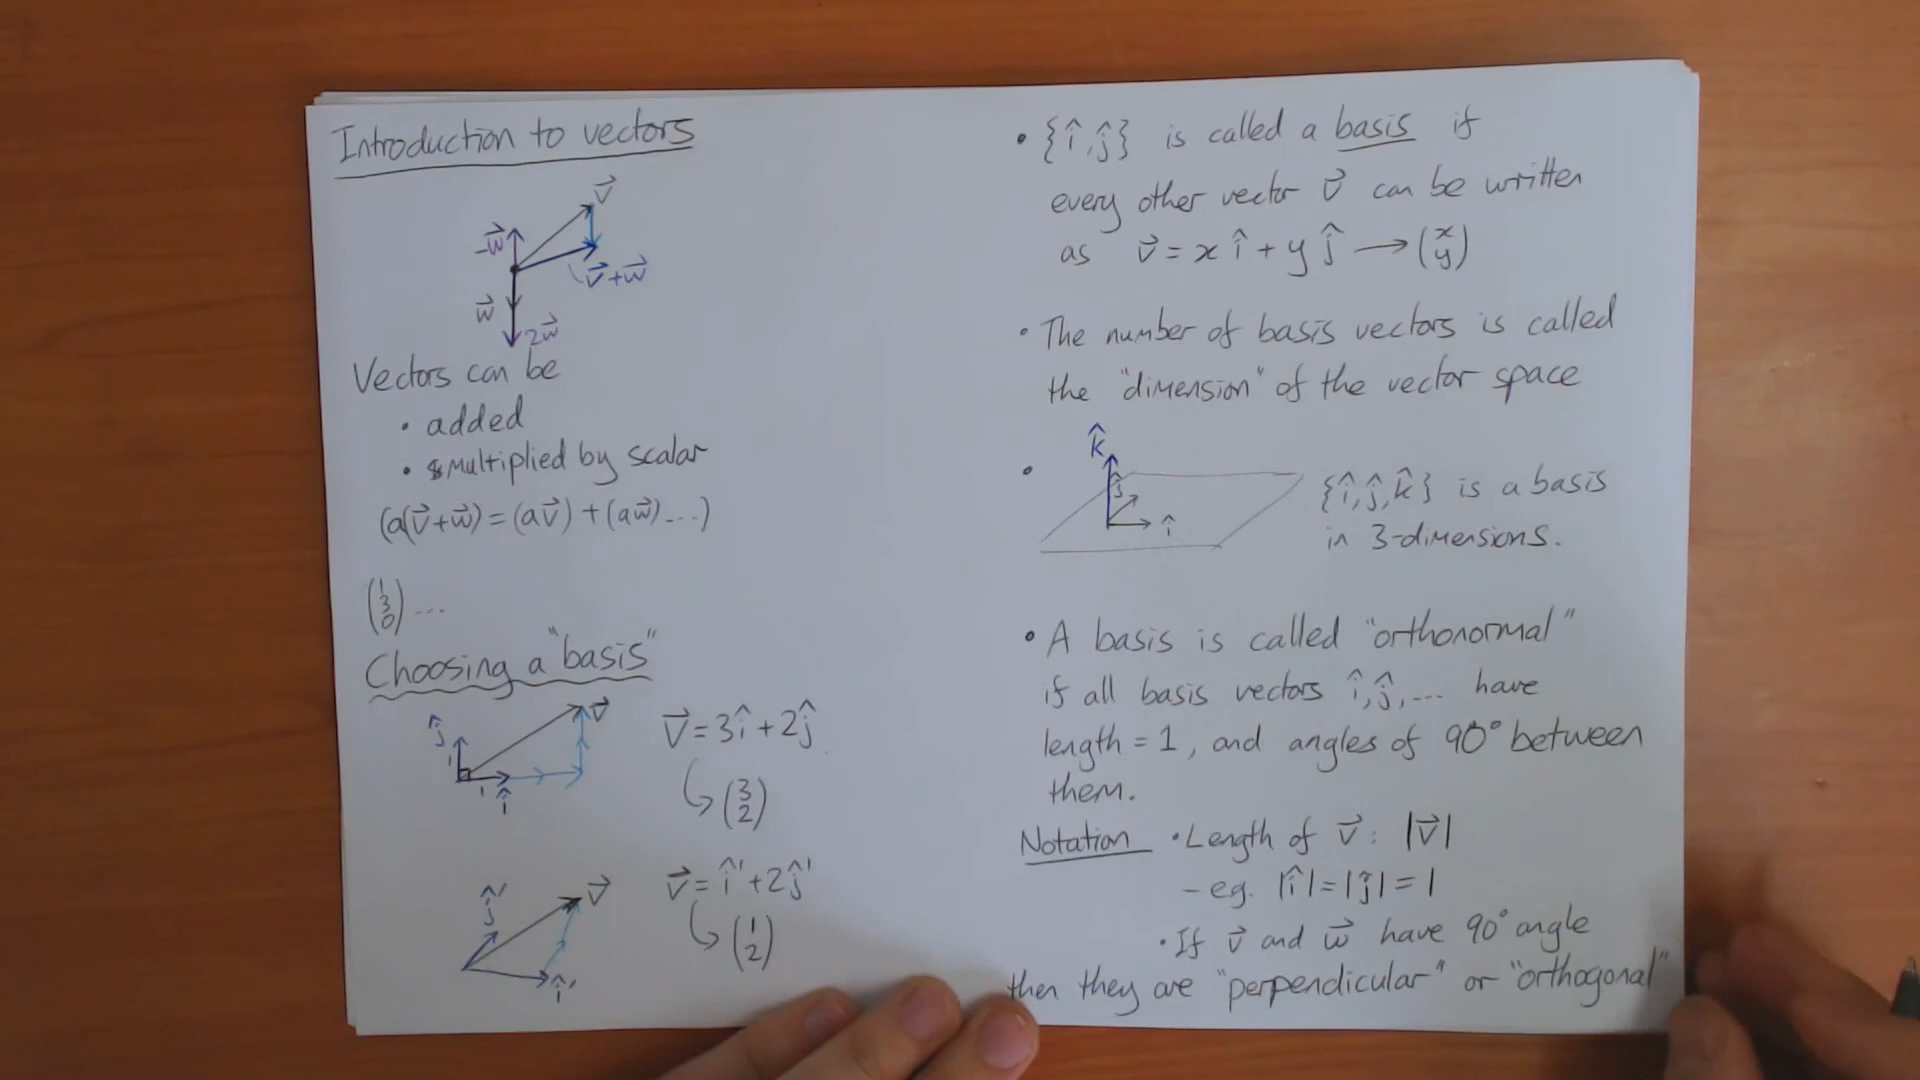 Introduction to vectors
v⃗
-w⃗
v⃗+w⃗
w⃗
2w⃗
Vectors can be
• added
• multiplied by scalar
(a(v⃗+w⃗)=(av⃗)+(aw⃗)...)
(1 3 0) ...
Choosing a "basis"
ĵ
v⃗
1
1
î
v⃗=3î+2ĵ
(3 2)
ĵ'
v⃗
î'
v⃗=î'+2ĵ'
(1 2)
• {î,ĵ} is called a basis if
every other vector v⃗ can be written
as v⃗=xî+yĵ→(x y)
• The number of basis vectors is called
the "dimension" of the vector space
•
k̂
ĵ
î
{î,ĵ,k̂} is a basis
in 3-dimensions.
• A basis is called "orthonormal"
if all basis vectors î,ĵ,... have
length=1, and angles of 90° between
them.
Notation • Length of v⃗: |v⃗|
-eg. |î|=|ĵ|=1
• If v⃗ and w⃗ have 90° angle
then they are "perpendicular" or "orthogonal"